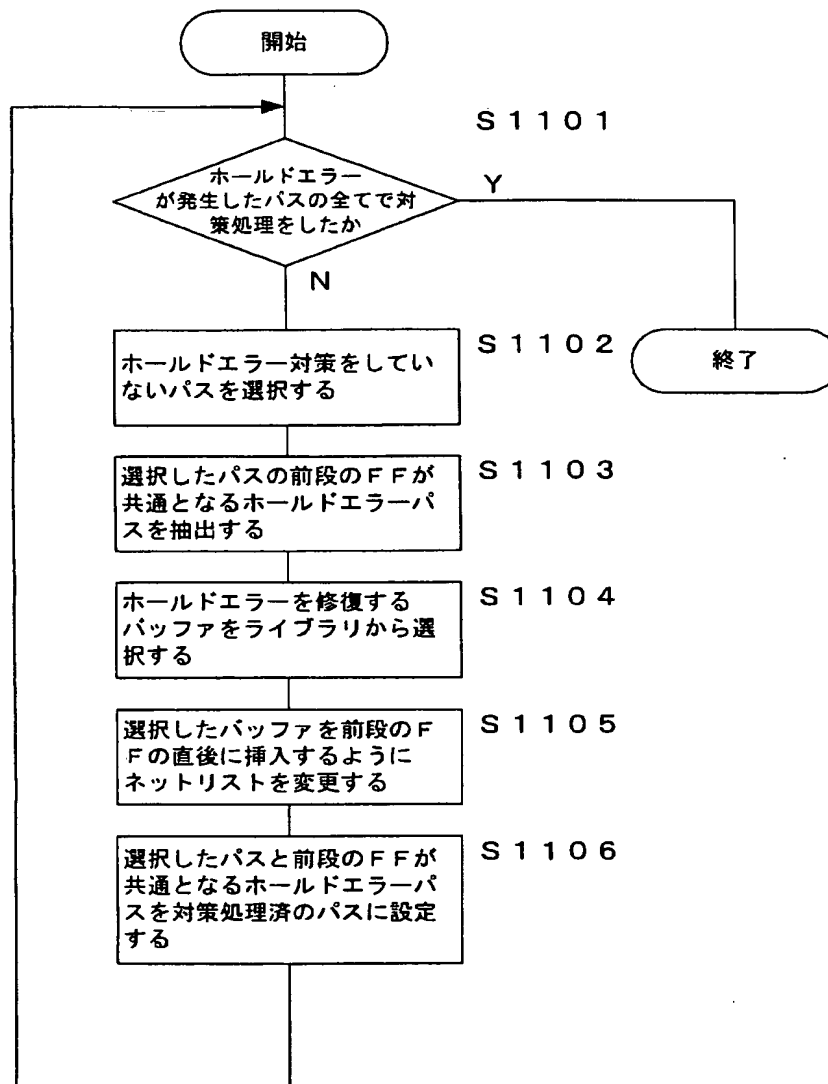 開始
S1101
ホールドエラー
が発生したパスの全てで対
策処理をしたか
Y
N
S1102
ホールドエラー対策をしてい
ないパスを選択する
終了
S1103
選択したパスの前段のFFが
共通となるホールドエラーパ
スを抽出する
S1104
ホールドエラーを修復する
バッファをライブラリから選
択する
S1105
選択したバッファを前段のF
Fの直後に挿入するように
ネットリストを変更する
S1106
選択したパスと前段のFFが
共通となるホールドエラーパ
スを対策処理済のパスに設定
する